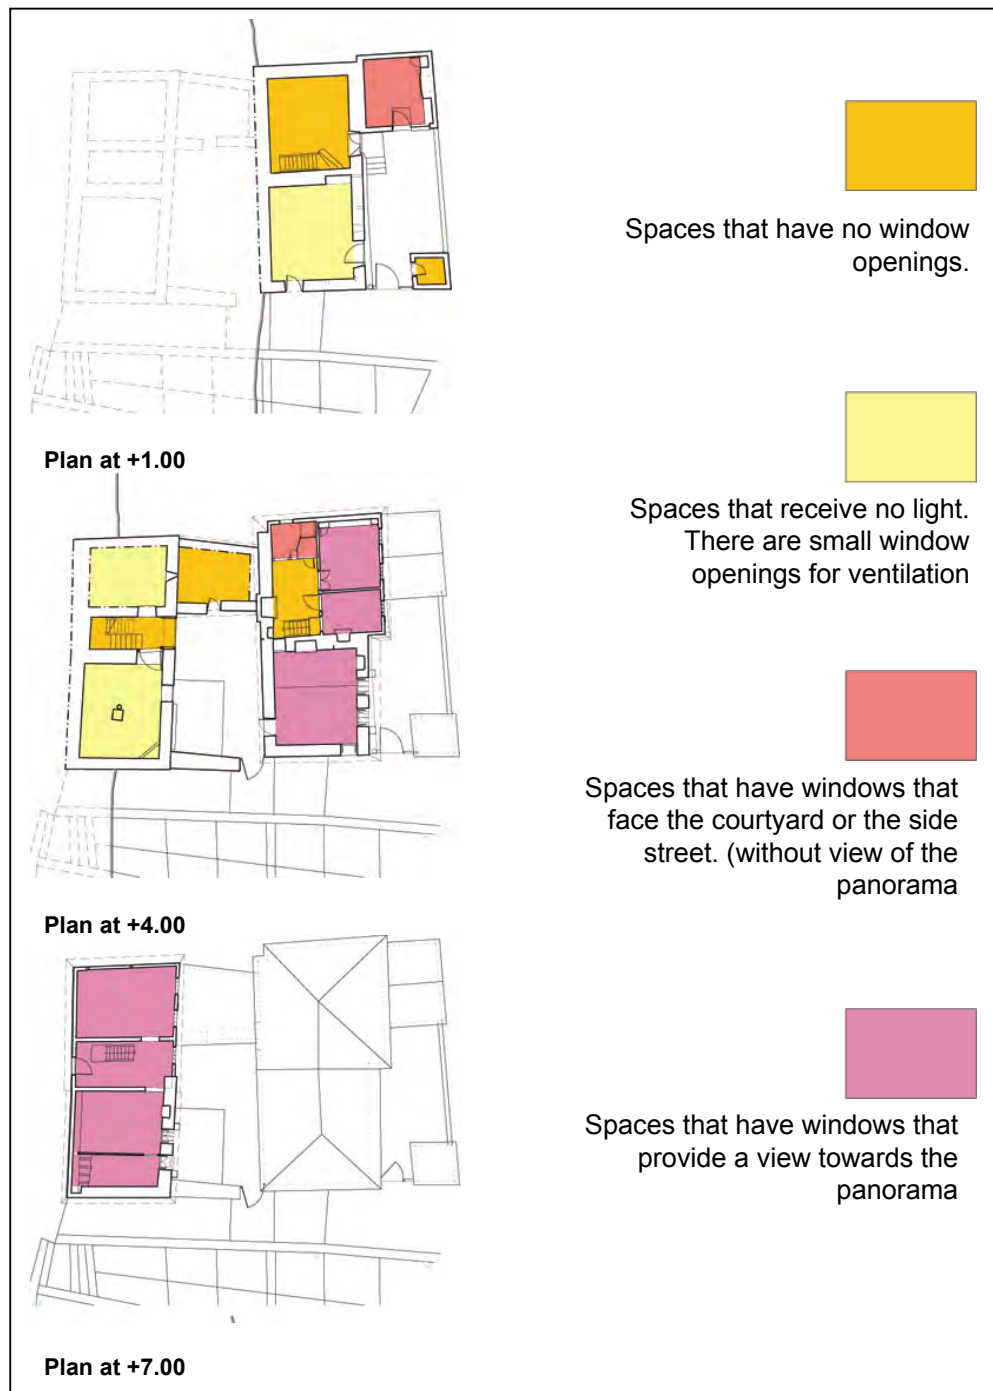 Spaces that have no window
openings.
Plan at +1.00
Spaces that receive no light.
There are small window
openings for ventilation
Spaces that have windows that
face the courtyard or the side
street. (without view of the
panorama
Plan at +4.00
Spaces that have windows that
provide a view towards the
panorama
Plan at +7.00